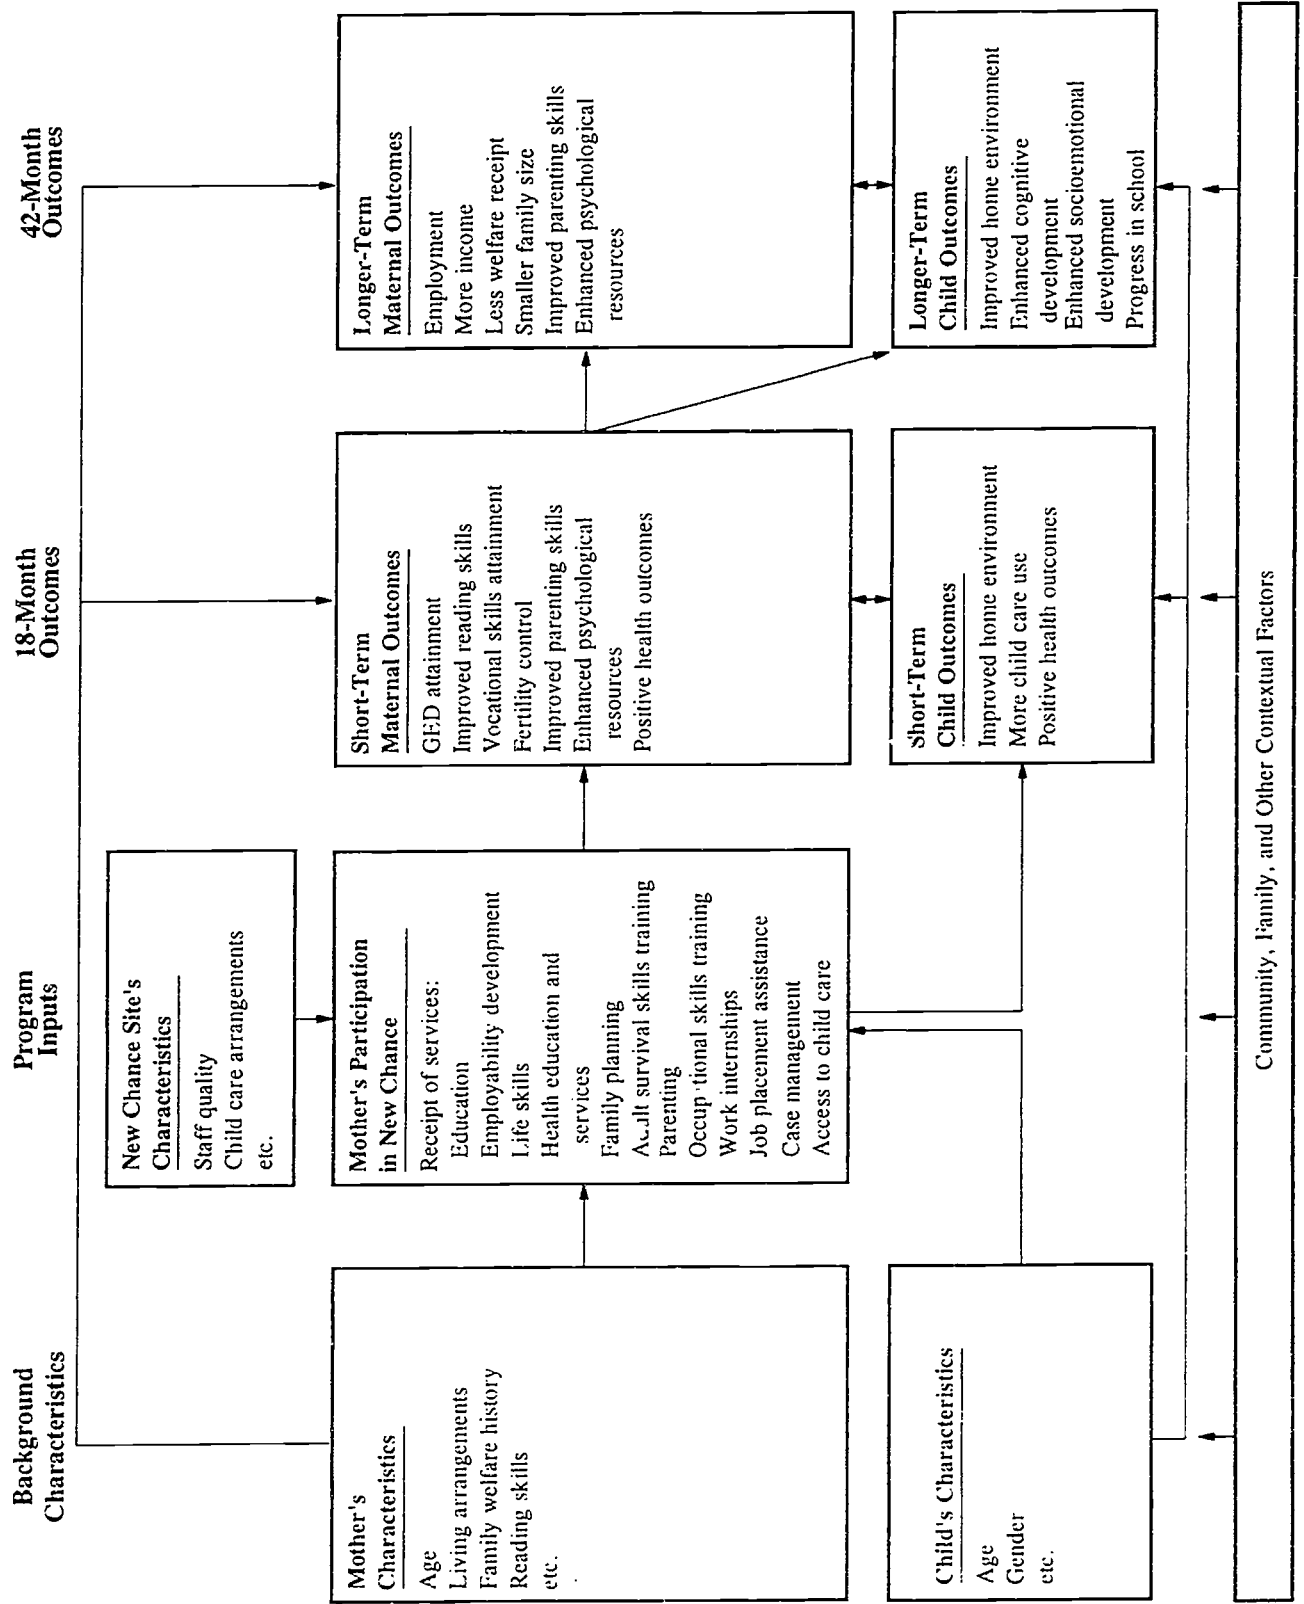 Background
Characteristics
Program
Inputs
18-Month
Outcomes
42-Month
Outcomes
New Chance Site's
Characteristics
Staff quality
Child care arrangements
etc.
Mother's
Characteristics
Age
Living arrangements
Family welfare history
Reading skills
etc.
Mother's Participation
in New Chance
Receipt of services:
Education
Employability development
Life skills
Health education and
services
Family planning
Adult survival skills training
Parenting
Occupational skills training
Work internships
Job placement assistance
Case management
Access to child care
Short-Term
Maternal Outcomes
GED attainment
Improved reading skills
Vocational skills attainment
Fertility control
Improved parenting skills
Enhanced psychological
resources
Positive health outcomes
Longer-Term
Maternal Outcomes
Employment
More income
Less welfare receipt
Smaller family size
Improved parenting skills
Enhanced psychological
resources
Child's Characteristics
Age
Gender
etc.
Short-Term
Child Outcomes
Improved home environment
More child care use
Positive health outcomes
Longer-Term
Child Outcomes
Improved home environment
Enhanced cognitive
development
Enhanced socioemotional
development
Progress in school
Community, Family, and Other Contextual Factors